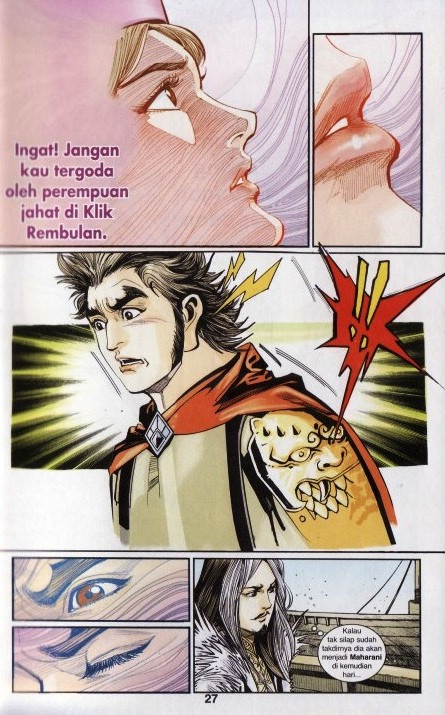 Ingat! Jangan
kau tergoda
oleh perempuan
jahat di Klik
Rembulan.
!!
Kalau
tak silap sudah
takdirnya dia akan
menjadi Maharani
di kemudian
hari...
27